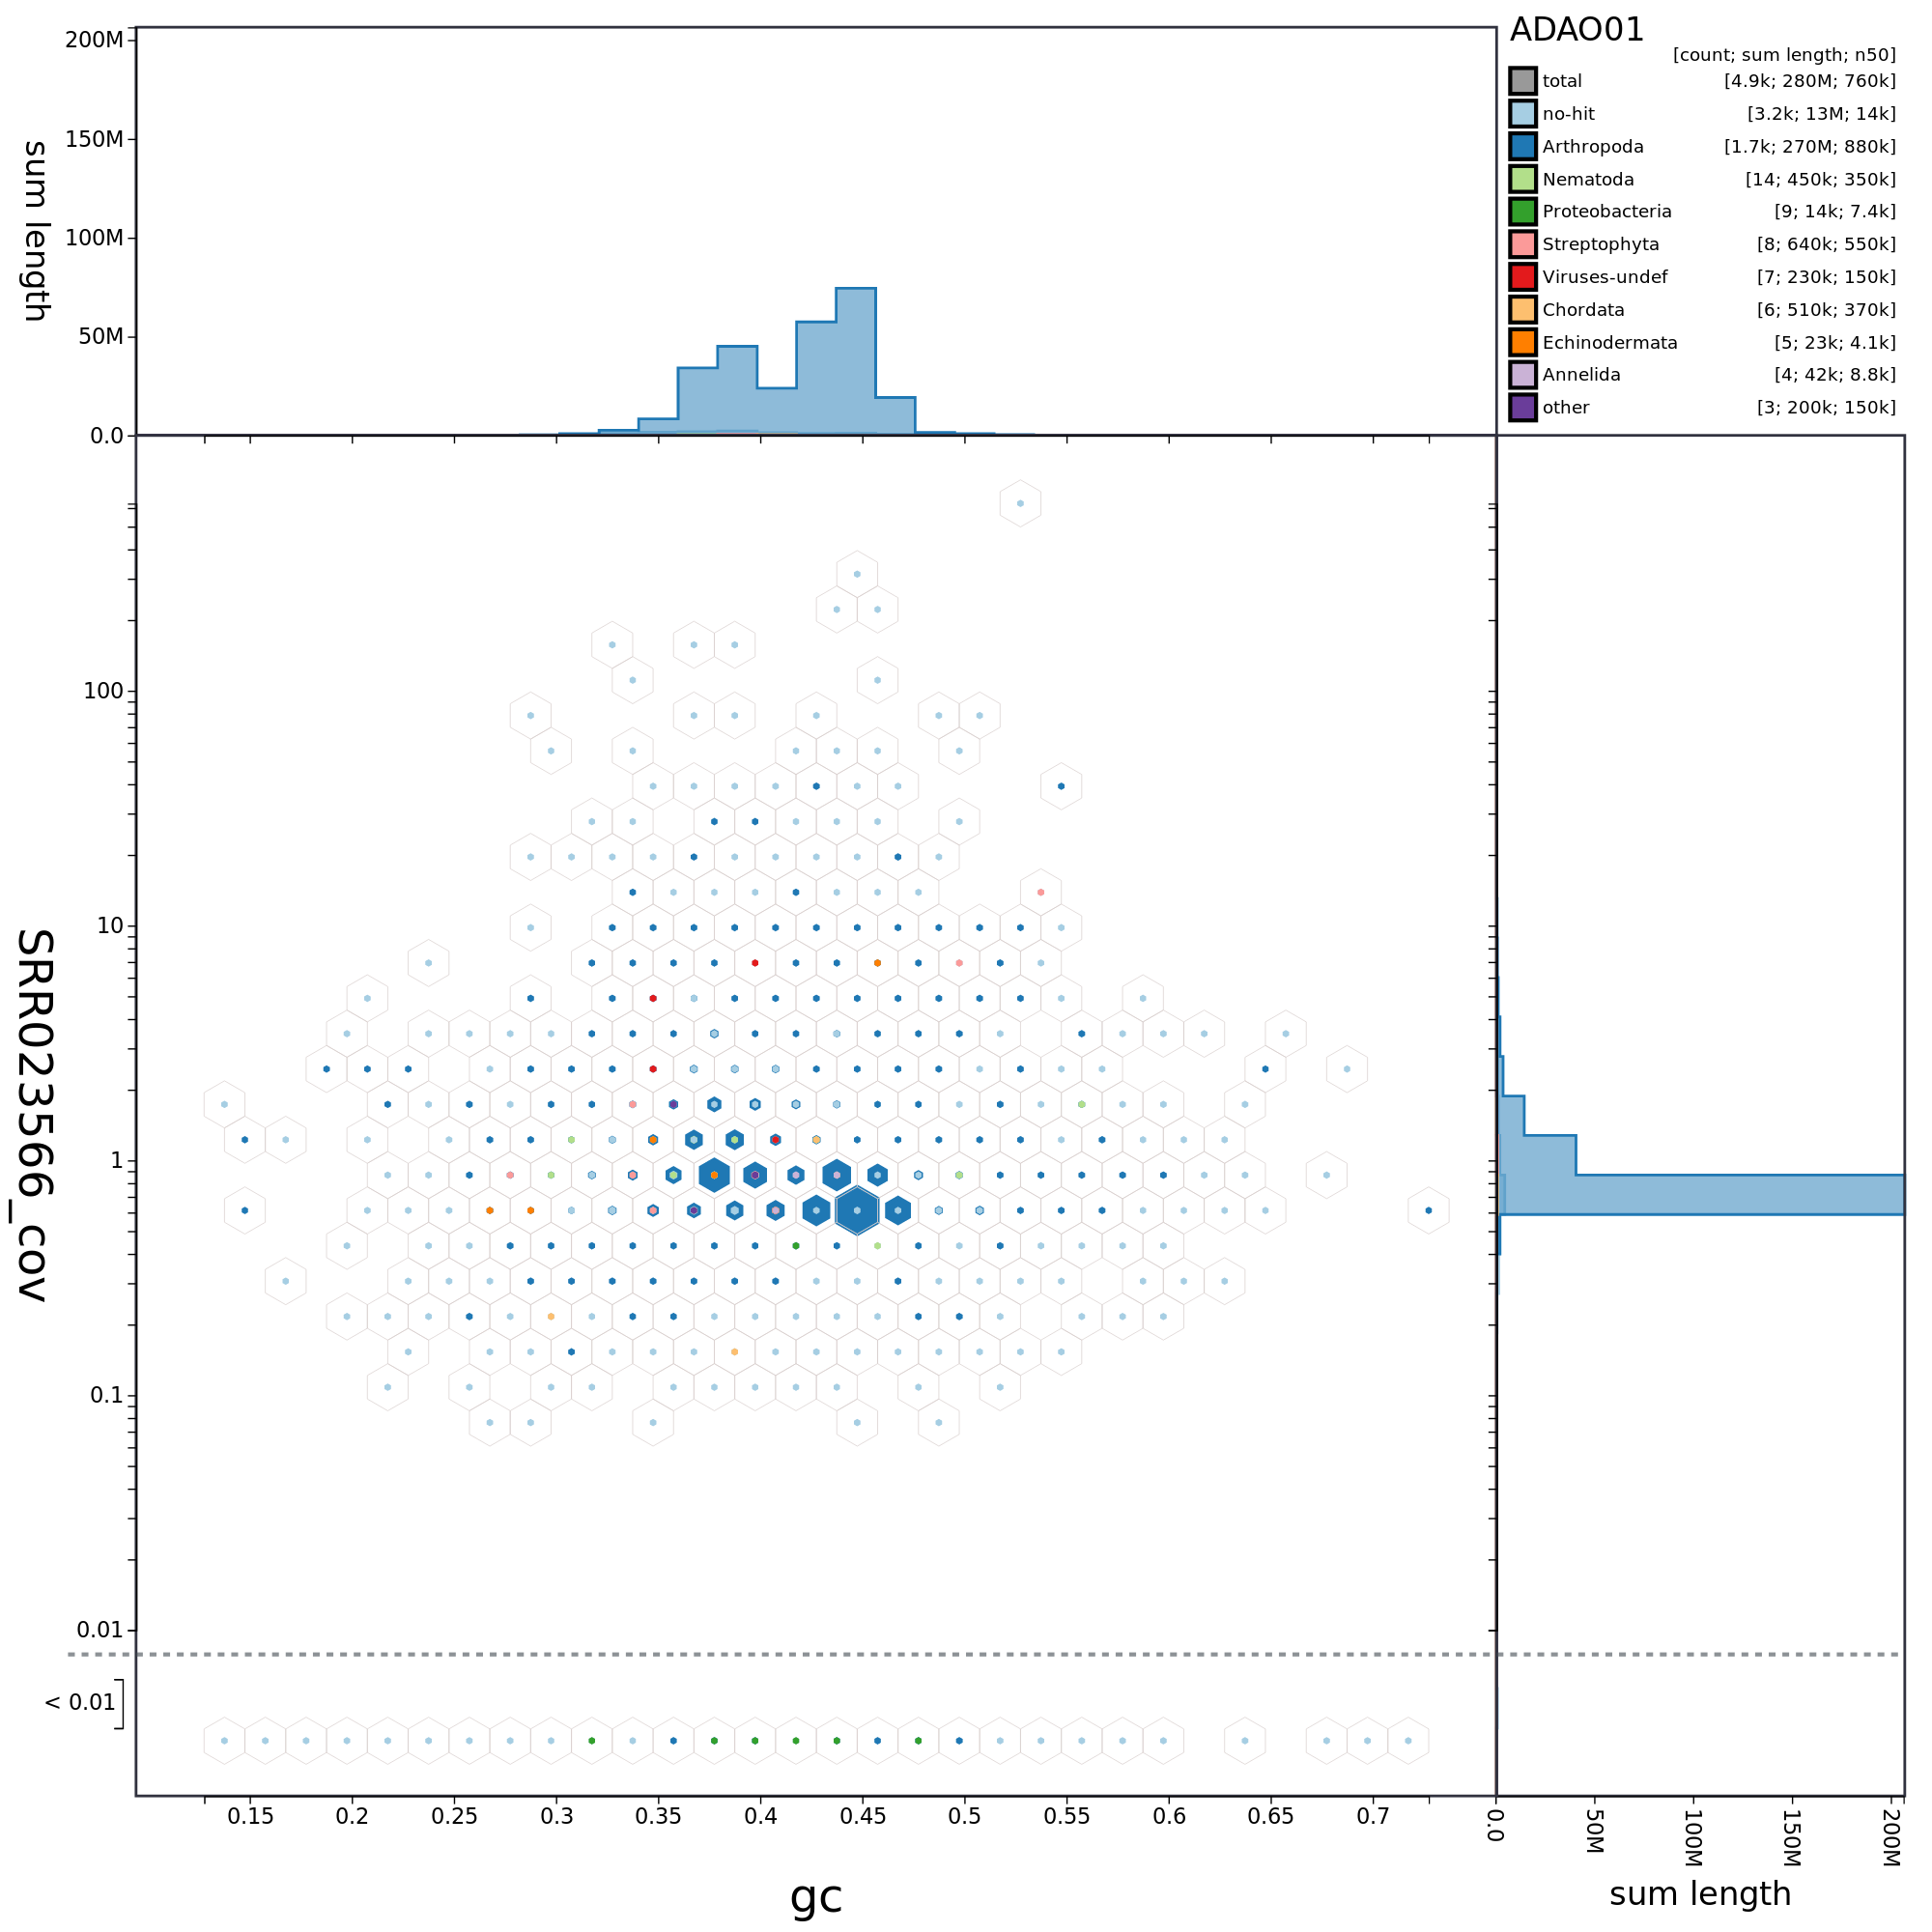 ADAO01
[count; sum length; n50]
total [4.9k; 280M; 760k]
no-hit [3.2k; 13M; 14k]
Arthropoda [1.7k; 270M; 880k]
Nematoda [14; 450k; 350k]
Proteobacteria [9; 14k; 7.4k]
Streptophyta [8; 640k; 550k]
Viruses-undef [7; 230k; 150k]
Chordata [6; 510k; 370k]
Echinodermata [5; 23k; 4.1k]
Annelida [4; 42k; 8.8k]
other [3; 200k; 150k]
200M
150M
100M
50M
0.0
sum length
100
10
1
0.1
0.01
< 0.01
SRR023566_cov
0.15 0.2 0.25 0.3 0.35 0.4 0.45 0.5 0.55 0.6 0.65 0.7
gc
0.0 50M 100M 150M 200M
sum length